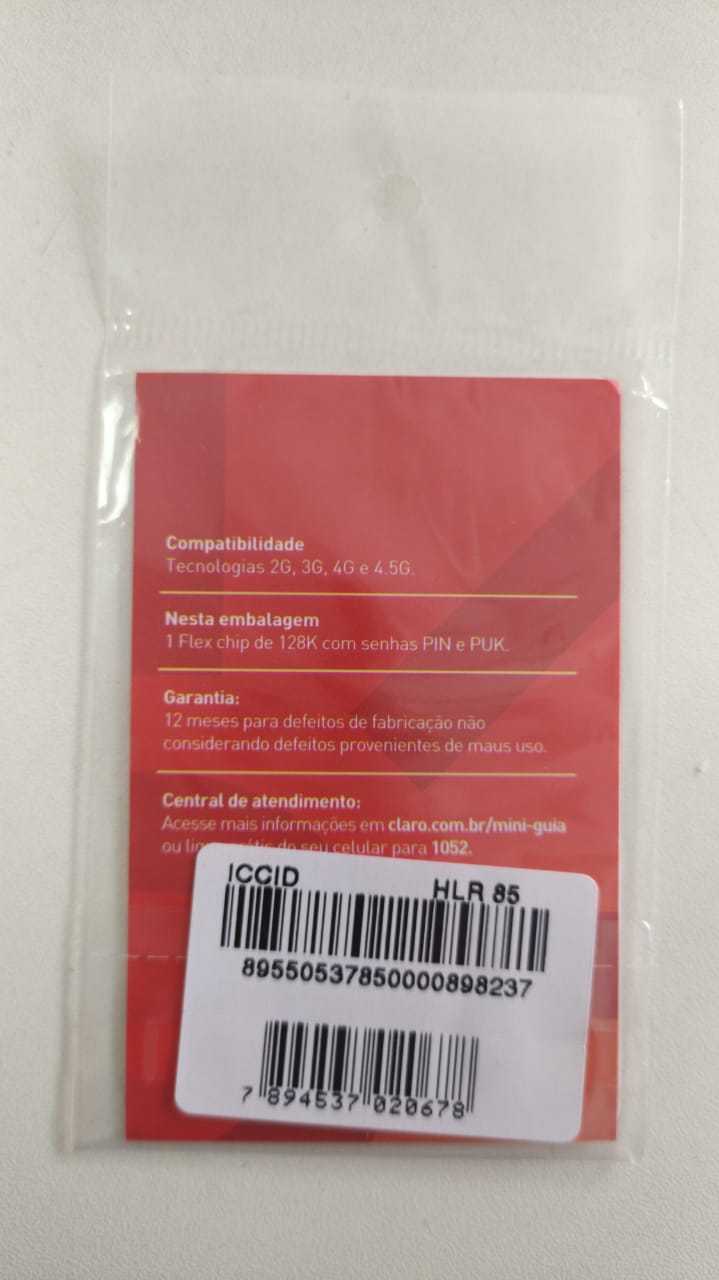 Compatibilidade
Tecnologias 2G, 3G, 4G e 4.5G.
Nesta embalagem
1 Flex chip de 128K com senhas PIN e PUK.
Garantia:
12 meses para defeitos de fabricação não
considerando defeitos provenientes de maus uso.
Central de atendimento:
Acesse mais informações em claro.com.br/mini-guia
ou do seu celular para 1052.
ICCID HLR 85
89550537850000898237
7 894537 020678